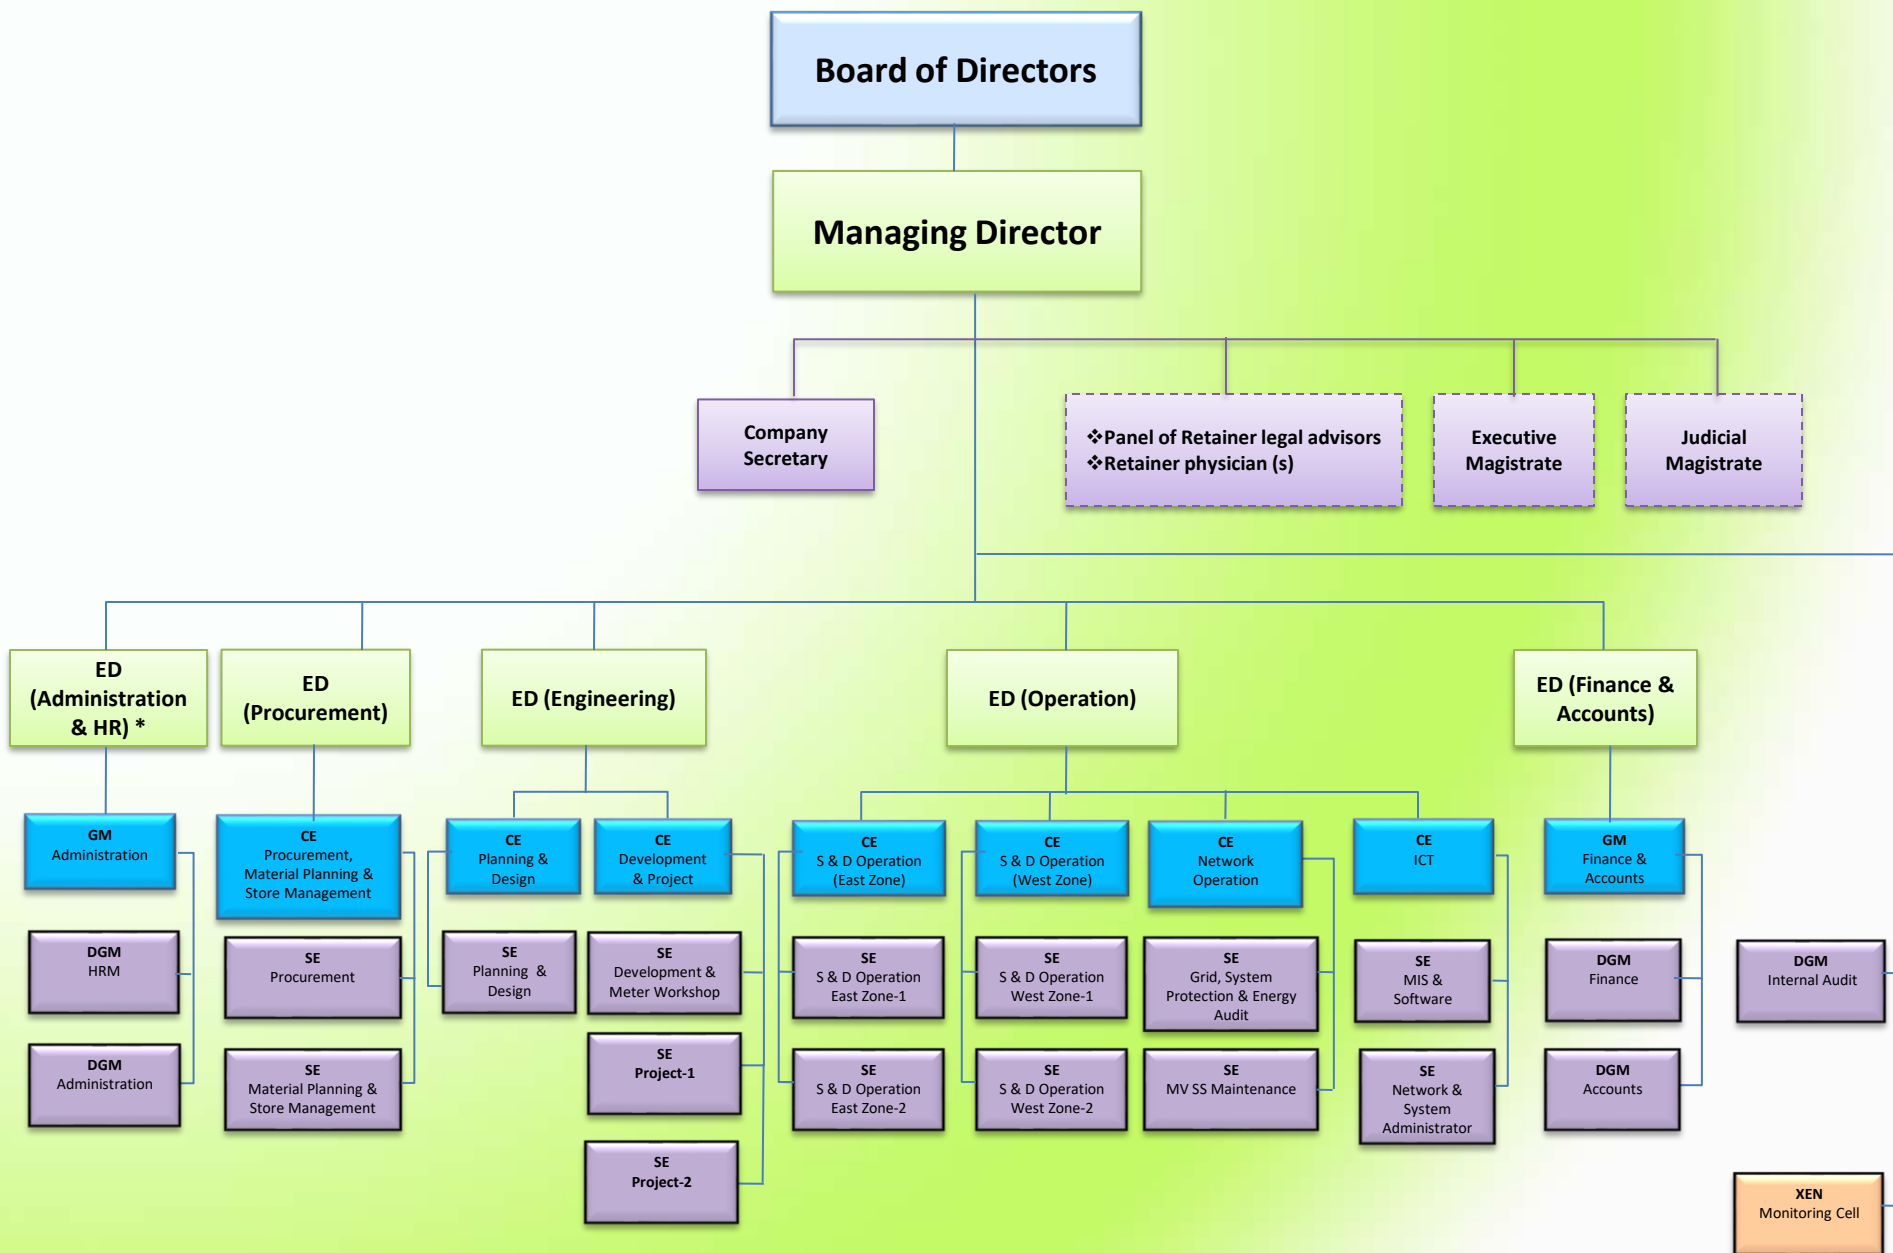 Board of Directors
Managing Director
Company
Secretary
❖Panel of Retainer legal advisors
❖Retainer physician (s)
Executive
Magistrate
Judicial
Magistrate
ED
(Administration
& HR) *
ED
(Procurement)
ED (Engineering)
ED (Operation)
ED (Finance &
Accounts)
GM
Administration
CE
Procurement,
Material Planning &
Store Management
CE
Planning &
Design
CE
Development
& Project
CE
S & D Operation
(East Zone)
CE
S & D Operation
(West Zone)
CE
Network
Operation
CE
ICT
GM
Finance &
Accounts
DGM
HRM
SE
Procurement
SE
Planning &
Design
SE
Development &
Meter Workshop
SE
S & D Operation
East Zone-1
SE
S & D Operation
West Zone-1
SE
Grid, System
Protection & Energy
Audit
SE
MIS &
Software
DGM
Finance
DGM
Internal Audit
DGM
Administration
SE
Material Planning &
Store Management
SE
Project-1
SE
S & D Operation
East Zone-2
SE
S & D Operation
West Zone-2
SE
MV SS Maintenance
SE
Network &
System
Administrator
DGM
Accounts
SE
Project-2
XEN
Monitoring Cell